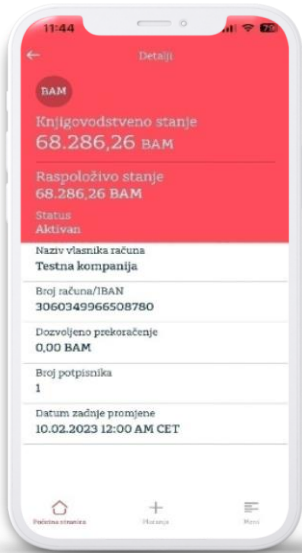 11:44
Detalji
BAM
Knjigovodstveno stanje
68.286,26 BAM
Raspoloživo stanje
68.286,26 BAM
Status
Aktivan
Naziv vlasnika računa
Testna kompanija
Broj računa/IBAN
3060349966508780
Dozvoljeno prekoračenje
0,00 BAM
Broj potpisnika
1
Datum zadnje promjene
10.02.2023 12:00 AM CET
Početna stranica
Plaćanja
Meni